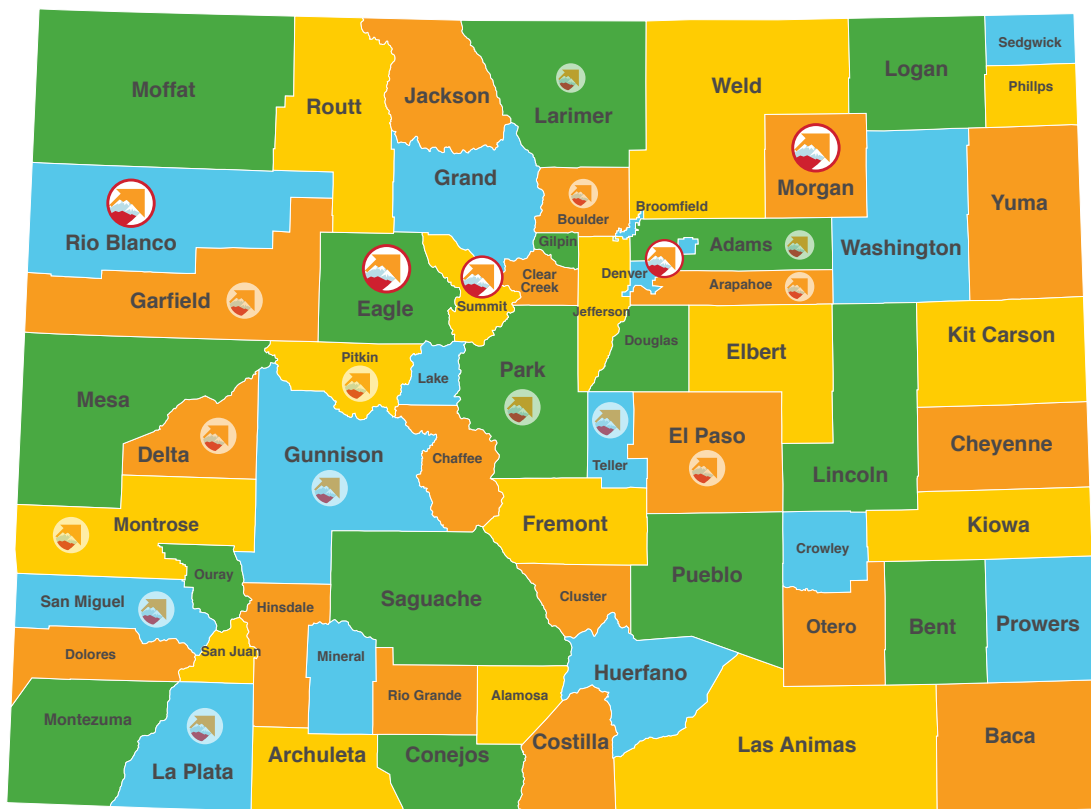 Sedgwick
Moffat
Routt
Jackson
Larimer
Weld
Logan
Phillps
Grand
Morgan
Rio Blanco
Boulder
Broomfield
Yuma
Gilpin
Adams
Washington
Garfield
Eagle
Summit
Clear
Creek
Denver
Arapahoe
Jefferson
Kit Carson
Pitkin
Lake
Park
Douglas
Elbert
Mesa
Delta
Gunnison
Chaffee
Teller
El Paso
Cheyenne
Lincoln
Montrose
Fremont
Kiowa
Crowley
Ouray
Pueblo
San Miguel
Hinsdale
Saguache
Cluster
Otero
Bent
Prowers
Dolores
San Juan
Mineral
Rio Grande
Alamosa
Huerfano
Montezuma
La Plata
Archuleta
Conejos
Costilla
Las Animas
Baca